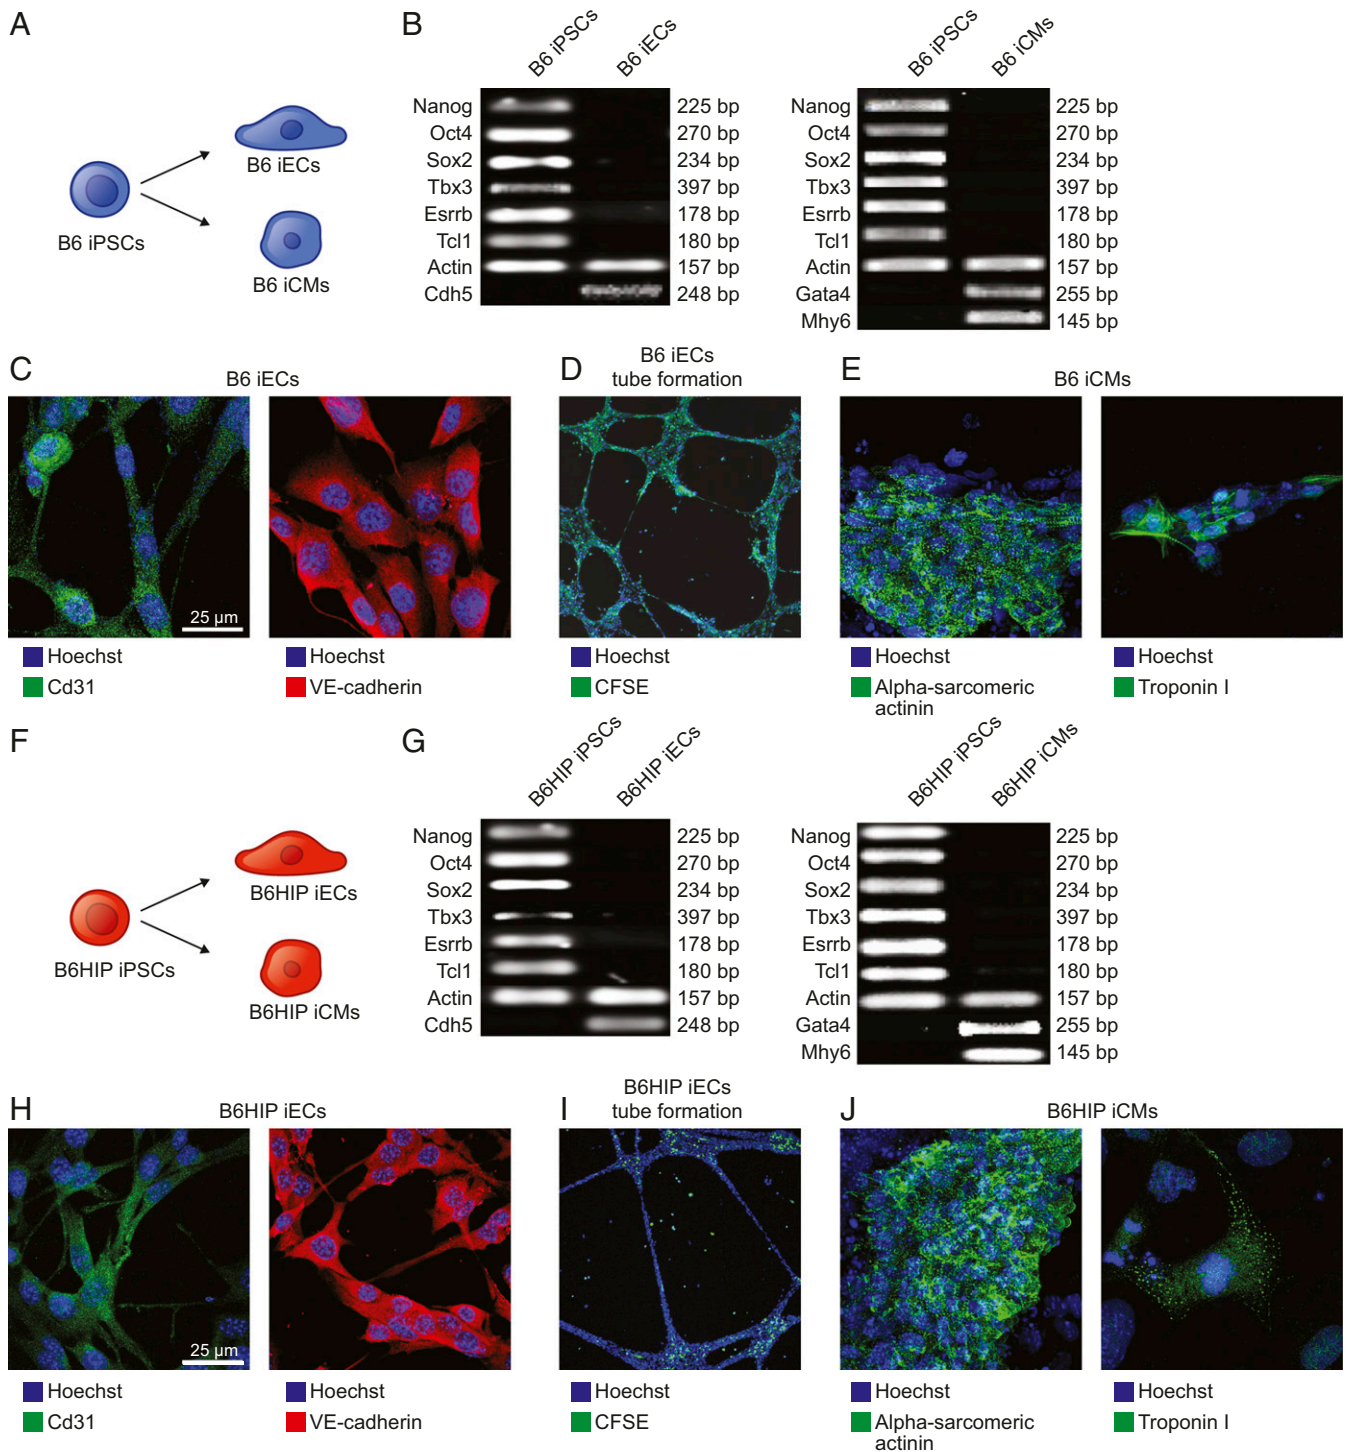 A
B6 iPSCs
B6 iECs
B6 iCMs
B
B6 iPSCs
B6 iECs
Nanog 225 bp
Oct4 270 bp
Sox2 234 bp
Tbx3 397 bp
Esrrb 178 bp
Tcl1 180 bp
Actin 157 bp
Cdh5 248 bp
B6 iPSCs
B6 iCMs
Nanog 225 bp
Oct4 270 bp
Sox2 234 bp
Tbx3 397 bp
Esrrb 178 bp
Tcl1 180 bp
Actin 157 bp
Gata4 255 bp
Mhy6 145 bp
C
B6 iECs
25 µm
Hoechst
Cd31
Hoechst
VE-cadherin
D
B6 iECs
tube formation
Hoechst
CFSE
E
B6 iCMs
Hoechst
Alpha-sarcomeric
actinin
Hoechst
Troponin I
F
B6HIP iPSCs
B6HIP iECs
B6HIP iCMs
G
B6HIP iPSCs
B6HIP iECs
Nanog 225 bp
Oct4 270 bp
Sox2 234 bp
Tbx3 397 bp
Esrrb 178 bp
Tcl1 180 bp
Actin 157 bp
Cdh5 248 bp
B6HIP iPSCs
B6HIP iCMs
Nanog 225 bp
Oct4 270 bp
Sox2 234 bp
Tbx3 397 bp
Esrrb 178 bp
Tcl1 180 bp
Actin 157 bp
Gata4 255 bp
Mhy6 145 bp
H
B6HIP iECs
25 µm
Hoechst
Cd31
Hoechst
VE-cadherin
I
B6HIP iECs
tube formation
Hoechst
CFSE
J
B6HIP iCMs
Hoechst
Alpha-sarcomeric
actinin
Hoechst
Troponin I